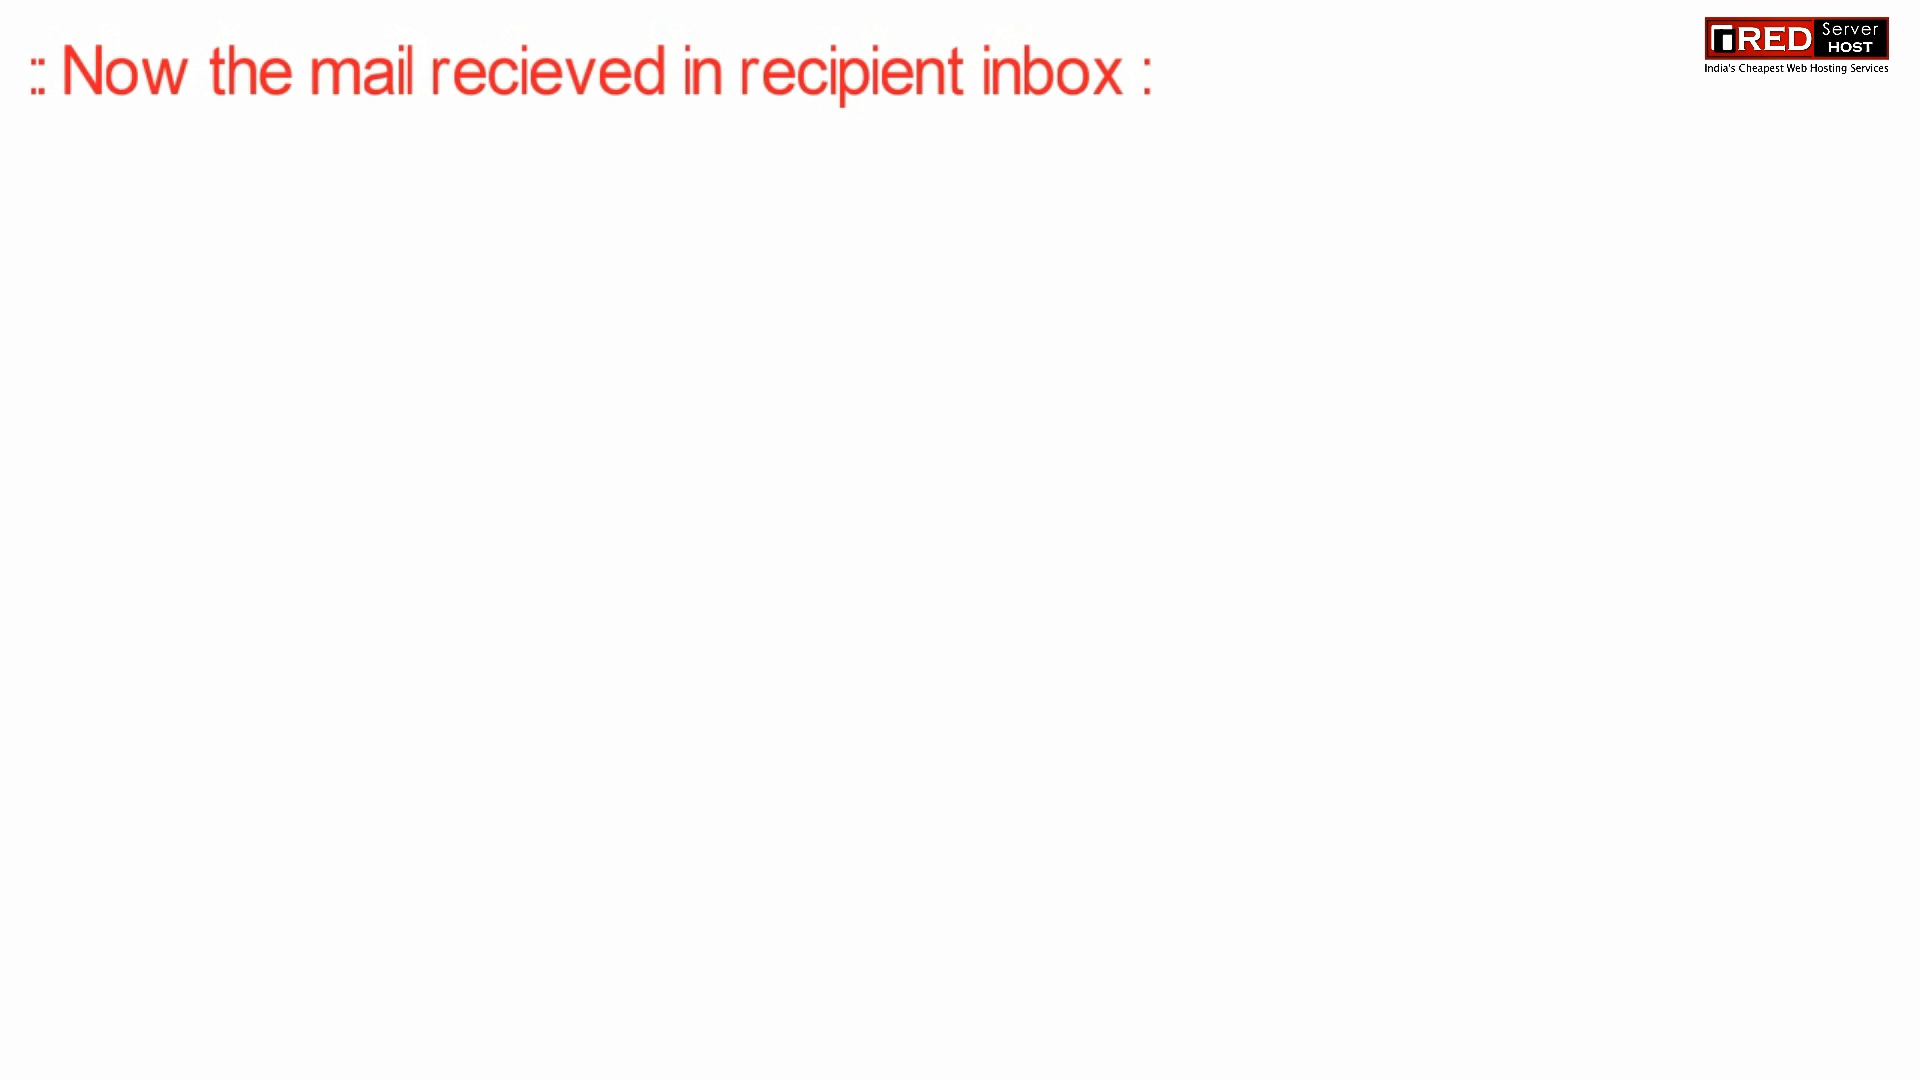 :: Now the mail recieved in recipient inbox :
RED Server
HOST
India's Cheapest Web Hosting Services